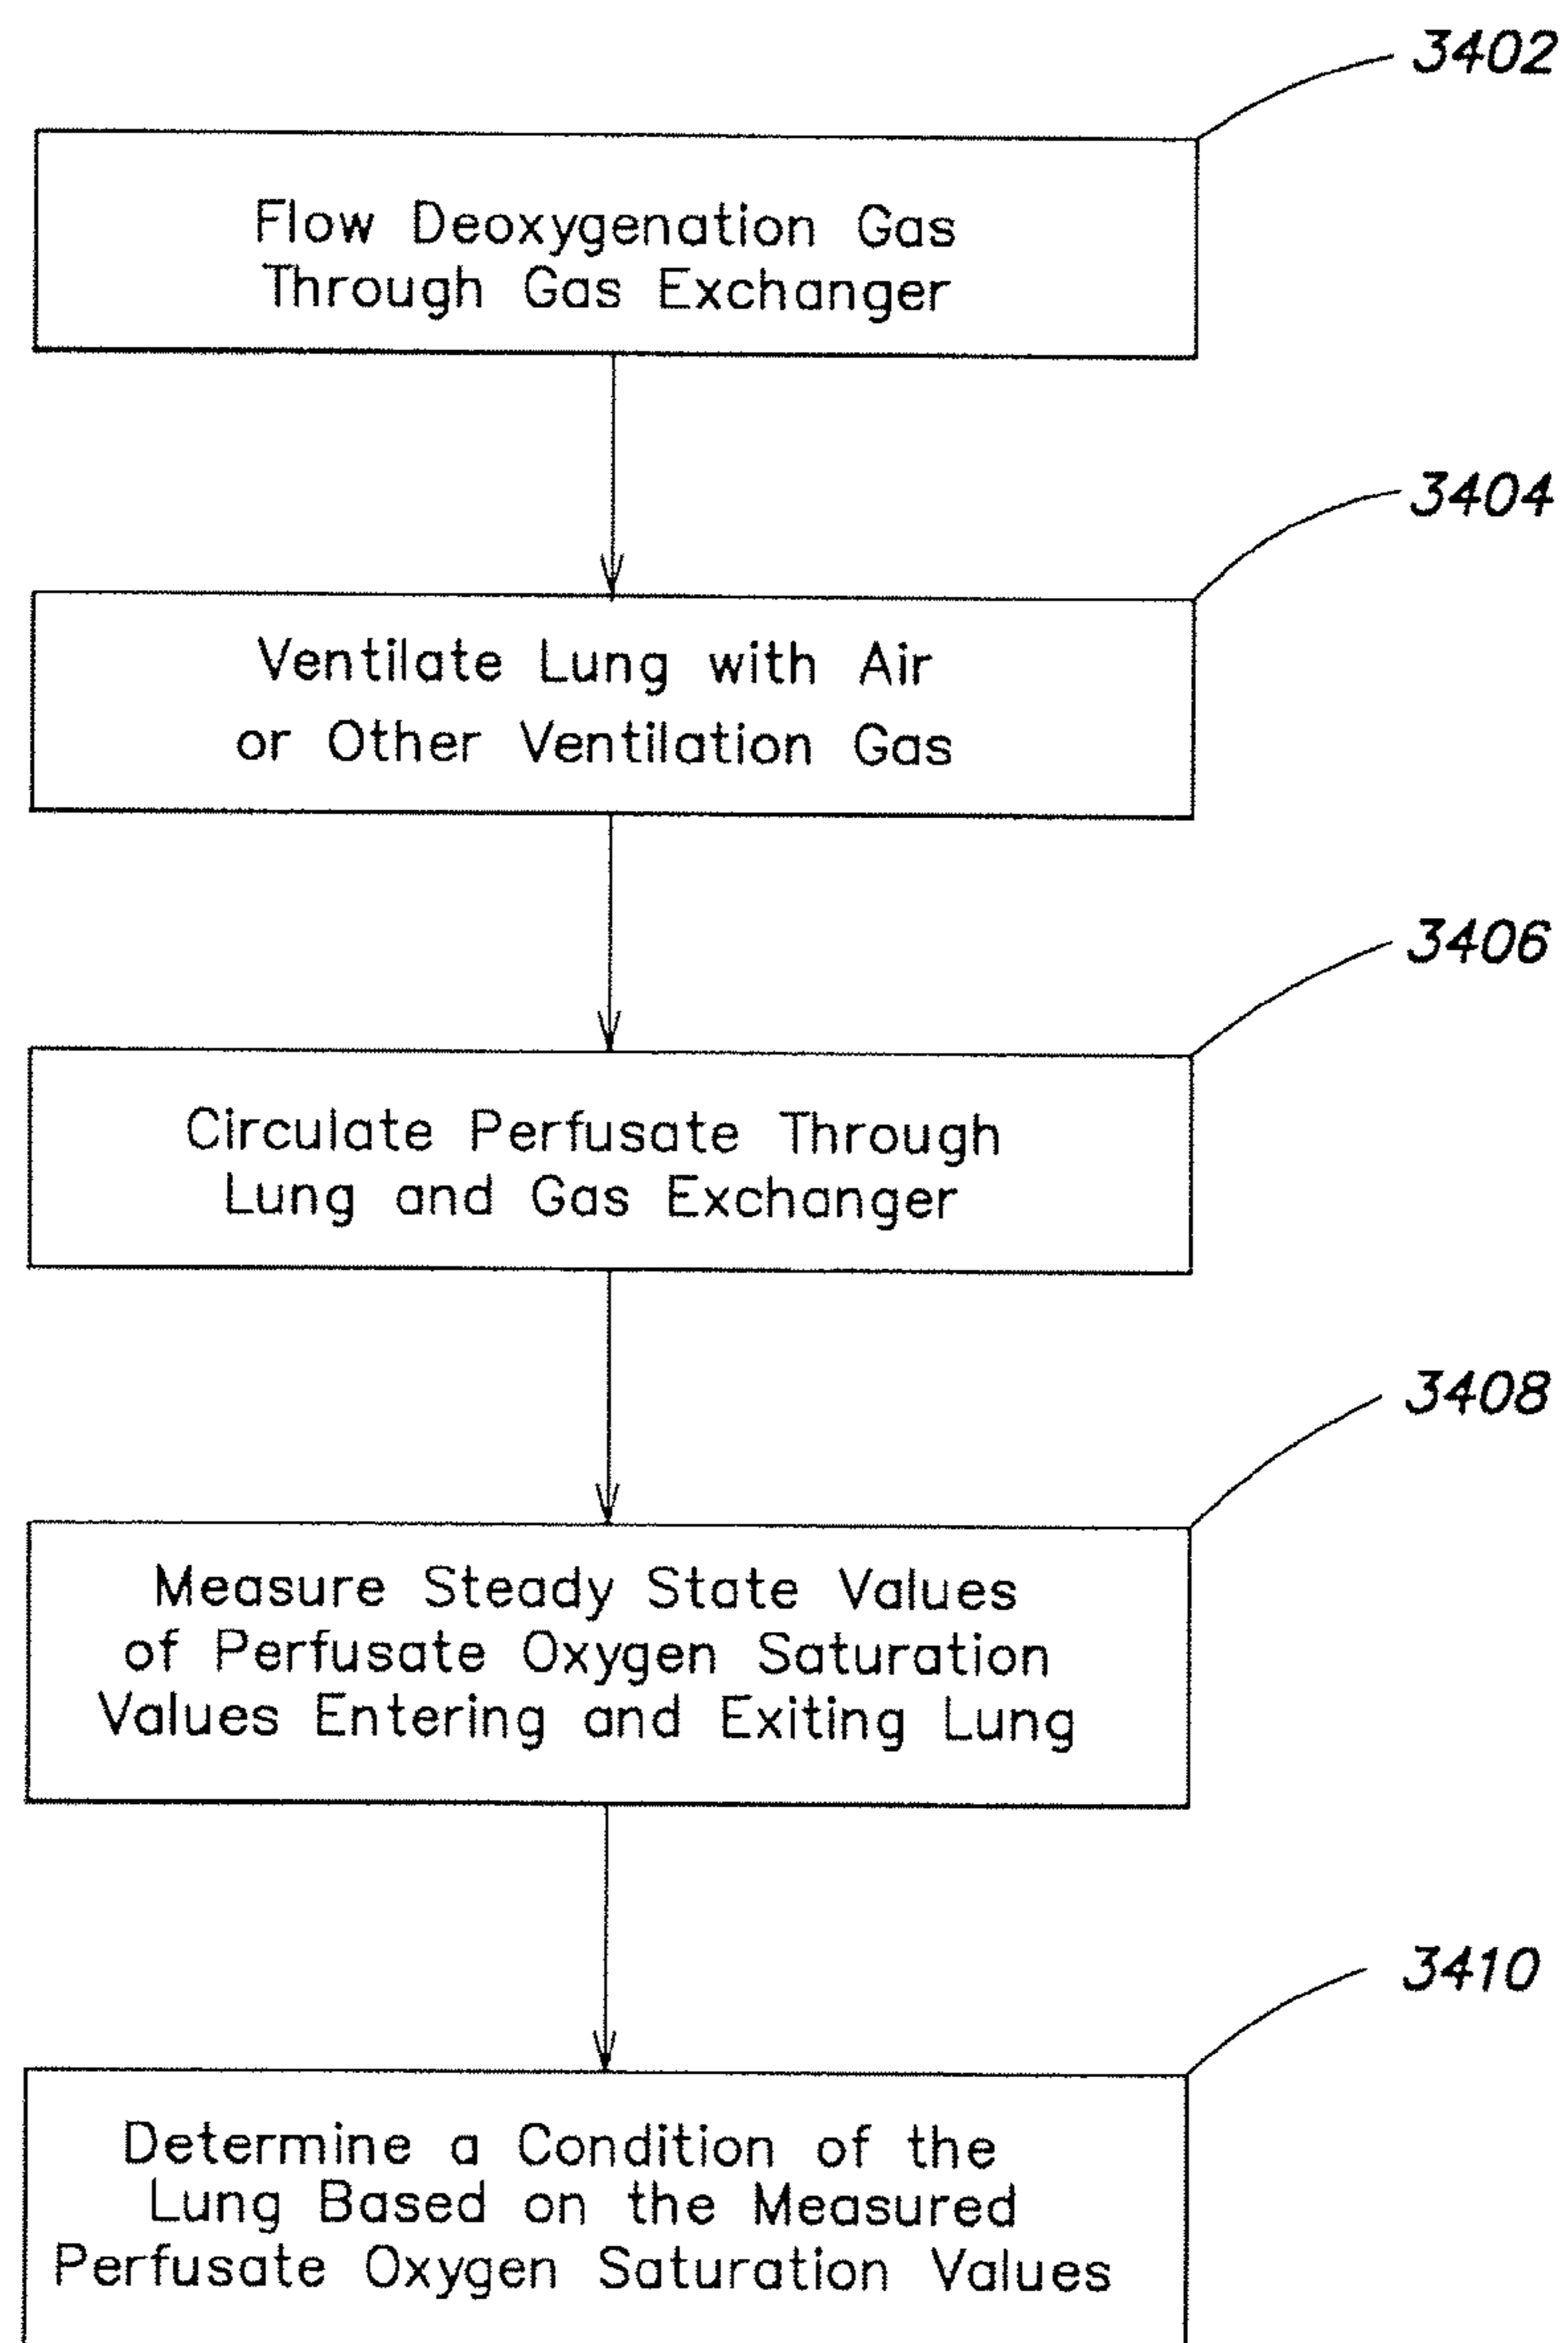 3402
Flow Deoxygenation Gas
Through Gas Exchanger
3404
Ventilate Lung with Air
or Other Ventilation Gas
3406
Circulate Perfusate Through
Lung and Gas Exchanger
3408
Measure Steady State Values
of Perfusate Oxygen Saturation
Values Entering and Exiting Lung
3410
Determine a Condition of the
Lung Based on the Measured
Perfusate Oxygen Saturation Values